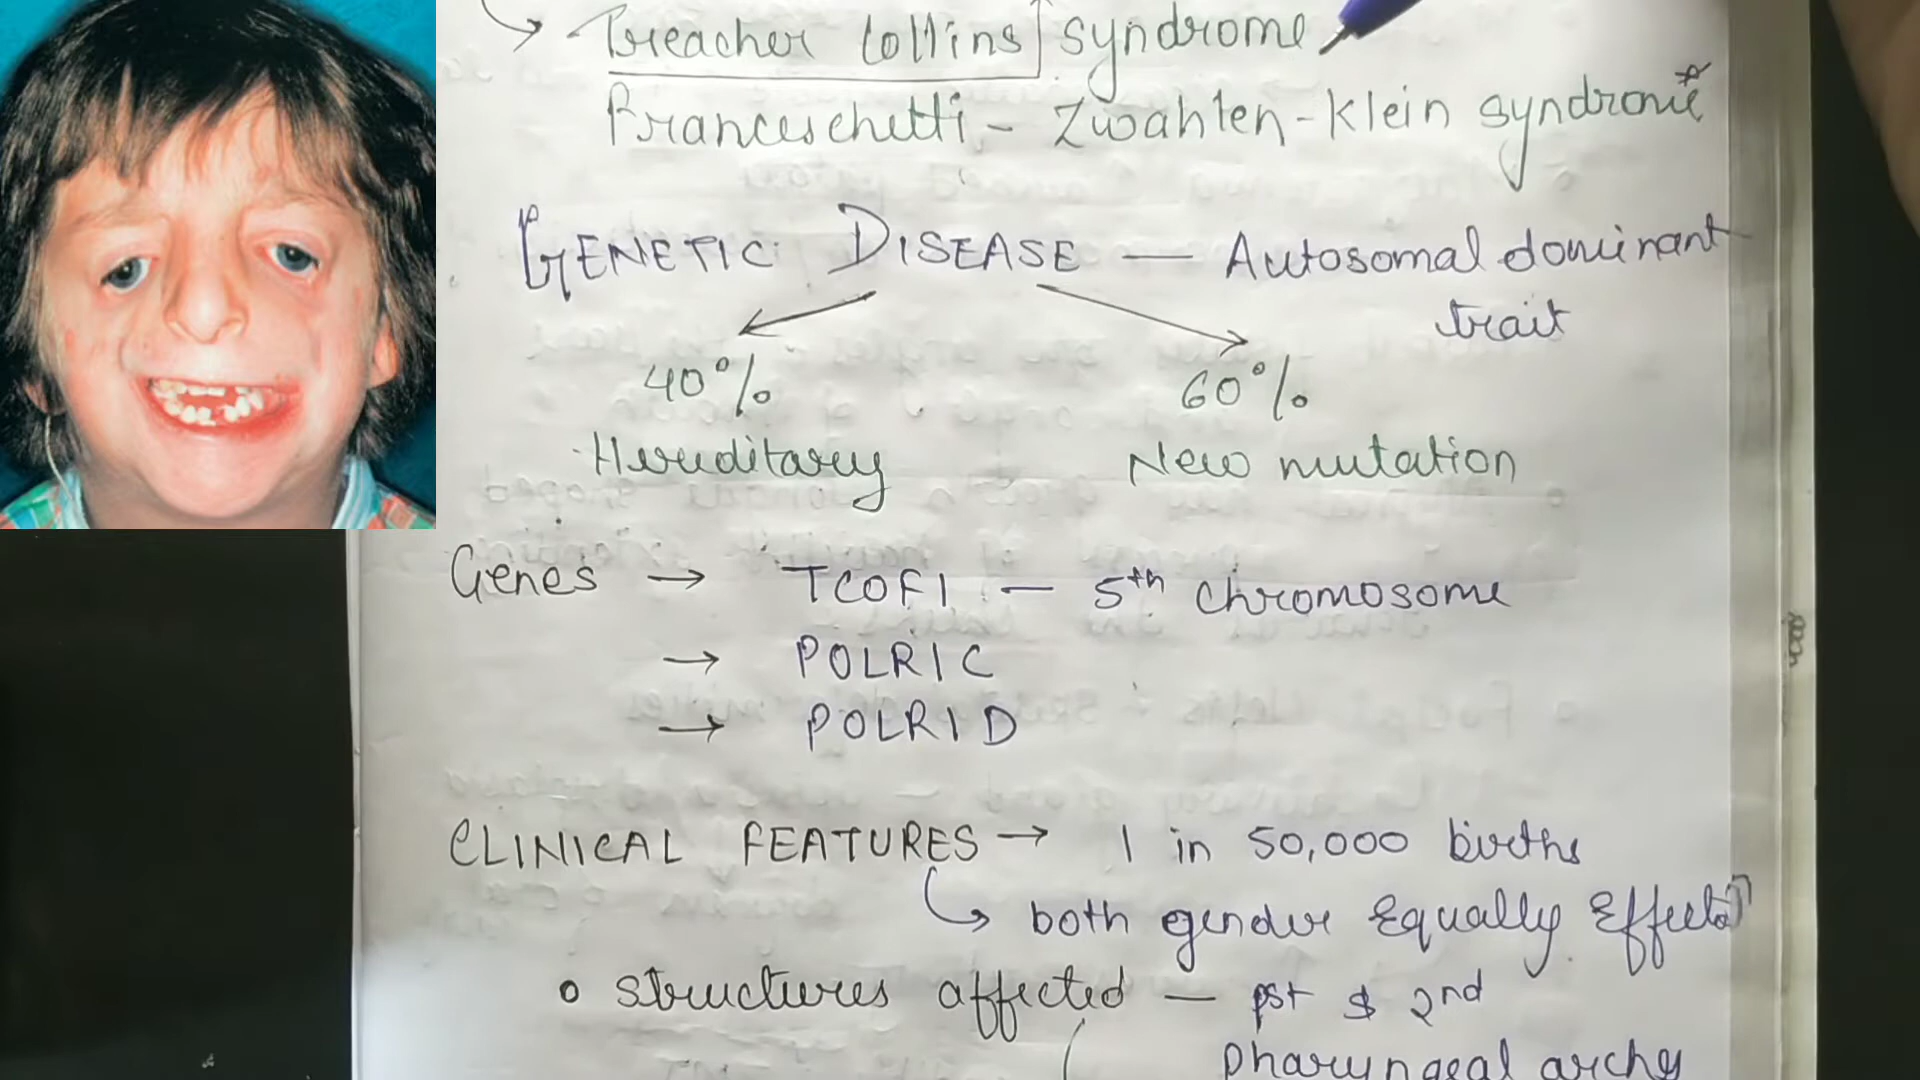 Treacher Collins syndrome
Franceschetti - Zwahlen - Klein syndrome
GENETIC DISEASE — Autosomal dominant
trait
40% 60%
Hereditary New mutation
Genes → TCOF1 — 5th chromosome
→ POLR1C
→ POLR1D
CLINICAL FEATURES → 1 in 50,000 births
both gender Equally Effected
• structures affected — 1st & 2nd
pharyngeal archs